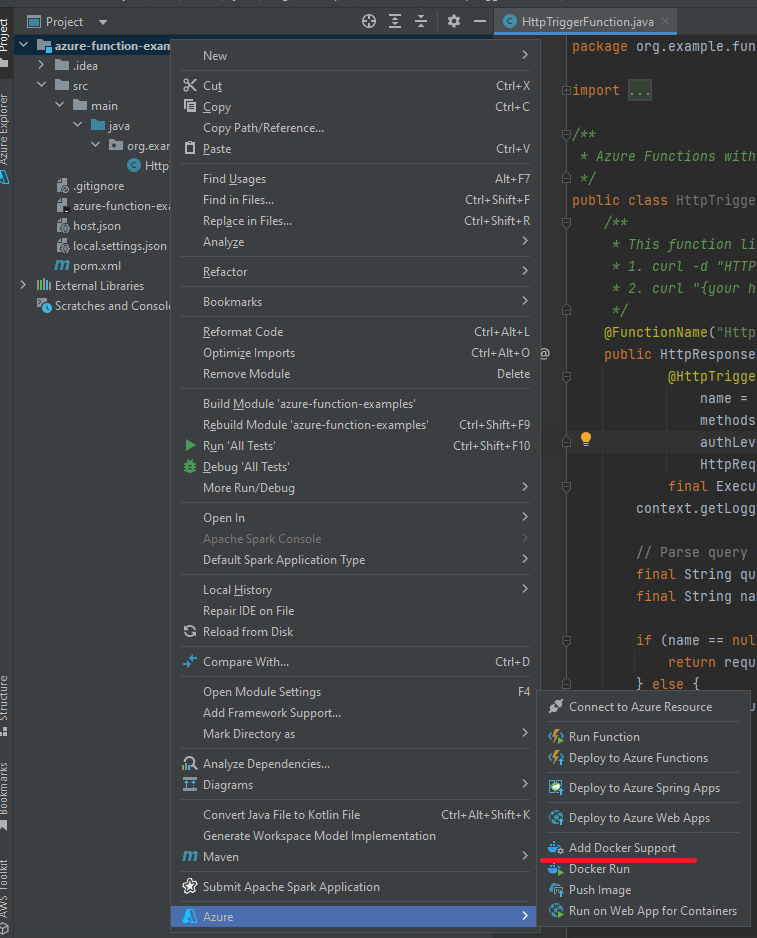 Project
HttpTriggerFunction.java
Project
Azure Explorer
Structure
Bookmarks
AWS Toolkit
azure-function-exam
.idea
src
main
java
org.exar
Http
.gitignore
azure-function-exa
host.json
local.settings.json
pom.xml
External Libraries
Scratches and Consol
New
Cut Ctrl+X
Copy Ctrl+C
Copy Path/Reference...
Paste Ctrl+V
Find Usages Alt+F7
Find in Files... Ctrl+Shift+F
Replace in Files... Ctrl+Shift+R
Analyze
Refactor
Bookmarks
Reformat Code Ctrl+Alt+L
Optimize Imports Ctrl+Alt+O
Remove Module Delete
Build Module 'azure-function-examples'
Rebuild Module 'azure-function-examples' Ctrl+Shift+F9
Run 'All Tests' Ctrl+Shift+F10
Debug 'All Tests'
More Run/Debug
Open In
Apache Spark Console
Default Spark Application Type
Local History
Repair IDE on File
Reload from Disk
Compare With... Ctrl+D
Open Module Settings F4
Add Framework Support...
Mark Directory as
Analyze Dependencies...
Diagrams
Convert Java File to Kotlin File Ctrl+Alt+Shift+K
Generate Workspace Model Implementation
Maven
Submit Apache Spark Application
Azure
package org.example.fun
import ...
/**
* Azure Functions with
*/
public class HttpTrigge
/**
* This function li
* 1. curl -d "HTTP
* 2. curl "{your h
*/
@FunctionName("Http
@ public HttpResponse
@HttpTrigge
name =
methods
authLev
HttpReq
final Execu
context.getLogg
// Parse query
final String qu
final String na
if (name == nul
return requ
} else {
Connect to Azure Resource
Run Function
Deploy to Azure Functions
Deploy to Azure Spring Apps
Deploy to Azure Web Apps
Add Docker Support
Docker Run
Push Image
Run on Web App for Containers